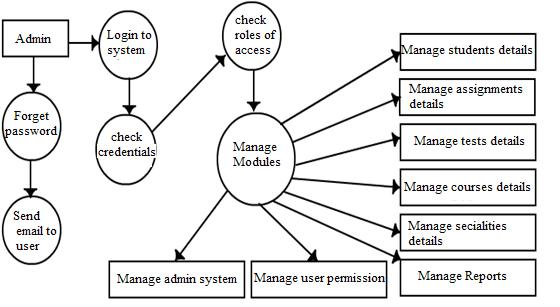 Admin
Login to
system
check
roles of
access
Forget
password
check
credentials
Send
email to
user
Manage
Modules
Manage students details
Manage assignments
details
Manage tests details
Manage courses details
Manage secialities
details
Manage Reports
Manage admin system
Manage user permission